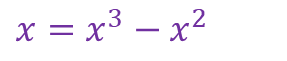 x = x³ − x²